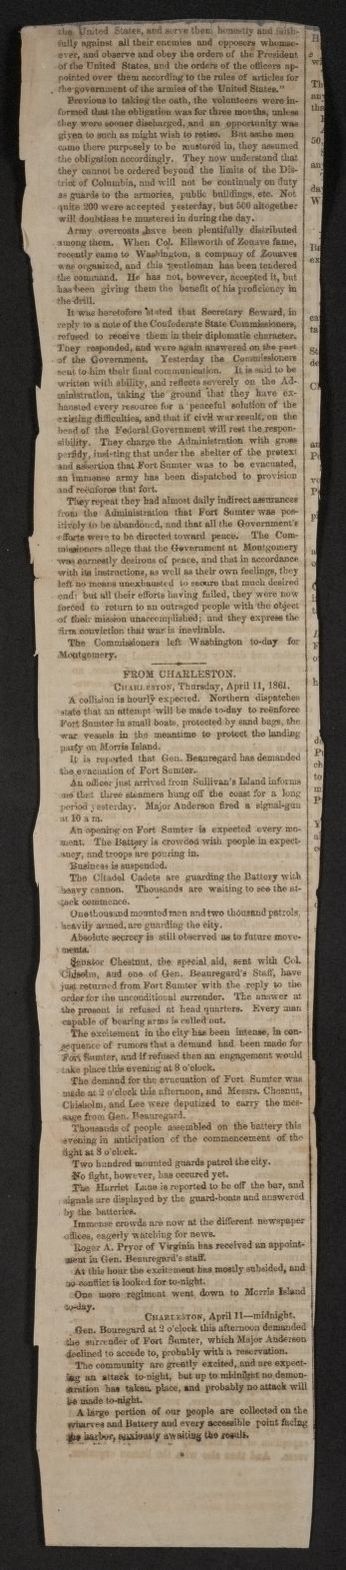 the United States, and serve them honestly and faith-
fully against all their enemies and opposers whomso-
ever, and observe and obey the orders of the President
of the United States, and the orders of the officers ap-
pointed over them according to the rules of articles for
the government of the armies of the United States."
Previous to taking the oath, the volunteers were in-
formed that the obligation was for three months, unless
they were sooner discharged, and an opportunity was
given to such as might wish to retire. But as the men
came there purposely to be mustered in, they assumed
the obligation accordingly. They now understand that
they cannot be ordered beyond the limits of the Dis-
trict of Columbia, and will not be continually on duty
as guards to the armories, public buildings, etc. Not
quite 200 were accepted yesterday, but 500 altogether
will doubtless be mustered in during the day.
Army overcoats have been plentifully distributed
among them. When Col. Ellsworth of Zouave fame,
recently came to Washington, a company of Zouaves
was organized, and this gentleman has been tendered
the command. He has not, however, accepted it, but
has been giving them the benefit of his proficiency in
the drill.
It was heretofore stated that Secretary Seward, in
reply to a note of the Confederate State Commissioners,
refused to receive them in their diplomatic character.
They responded, and were again answered on the part
of the Government. Yesterday the Commissioners
sent to him their final communication. It is said to be
written with ability, and reflects severely on the Ad-
ministration, taking the ground that they have ex-
hausted every resource for a peaceful solution of the
existing difficulties, and that if civil war result, on the
head of the Federal Government will rest the respon-
sibility. They charge the Administration with gross
perfidy, insisting that under the shelter of the pretext
and assertion that Fort Sumter was to be evacuated,
an immense army has been dispatched to provision
and reënforce that fort.
They repeat they had almost daily indirect assurances
from the Administration that Fort Sumter was pos-
itively to be abandoned, and that all the Government's
efforts were to be directed toward peace. The Com-
missioners allege that the Government at Montgomery
was earnestly desirous of peace, and that in accordance
with its instructions, as well as their own feelings, they
left no means unexhausted to secure that much desired
end; but all their efforts having failed, they were now
forced to return to an outraged people with the object
of their mission unaccomplished; and they express the
firm conviction that war is inevitable.
The Commissioners left Washington to-day for
Montgomery.
FROM CHARLESTON.
CHARLESTON, Thursday, April 11, 1861.
A collision is hourly expected. Northern dispatches
state that an attempt will be made to-day to reënforce
Fort Sumter in small boats, protected by sand bags, the
war vessels in the meantime to protect the landing
party on Morris Island.
It is reported that Gen. Beauregard has demanded
the evacuation of Fort Sumter.
An officer just arrived from Sullivan's Island informs
me that three steamers hung off the coast for a long
period yesterday. Major Anderson fired a signal-gun
at 10 a m.
An opening on Fort Sumter is expected every mo-
ment. The Battery is crowded with people in expect-
ancy, and troops are pouring in.
Business is suspended.
The Citadel Cadets are guarding the Battery with
heavy cannon. Thousands are waiting to see the at-
tack commence.
One thousand mounted men and two thousand patrols,
heavily armed, are guarding the city.
Absolute secrecy is still observed as to future move-
ments.
Senator Chestnut, the special aid, sent with Col.
Chisolm, and one of Gen. Beauregard's Staff, have
just returned from Fort Sumter with the reply to the
order for the unconditional surrender. The answer at
the present is refused at head quarters. Every man
capable of bearing arms is called out.
The excitement in the city has been intense, in con-
sequence of rumors that a demand had been made for
Fort Sumter, and if refused then an engagement would
take place this evening at 8 o'clock.
The demand for the evacuation of Fort Sumter was
made at 2 o'clock this afternoon, and Messrs. Chesnut,
Chisholm, and Lee were deputized to carry the mes-
sage from Gen. Beauregard.
Thousands of people assembled on the battery this
evening in anticipation of the commencement of the
fight at 8 o'clock.
Two hundred mounted guards patrol the city.
No fight, however, has occured yet.
The Harriet Lane is reported to be off the bar, and
signals are displayed by the guard-boats and answered
by the batteries.
Immense crowds are now at the different newspaper
offices, eagerly watching for news.
Roger A. Pryor of Virginia has received an appoint-
ment in Gen. Beauregard's staff.
At this hour the excitement has mostly subsided, and
no conflict is looked for to-night.
One more regiment went down to Morris Island
to-day.
CHARLESTON, April 11—midnight.
Gen. Bouregard at 2 o'clock this afternoon demanded
the surrender of Fort Sumter, which Major Anderson
declined to accede to, probably with a reservation.
The community are greatly excited, and are expect-
ing an attack to-night, but up to midnight no demon-
stration has taken place, and probably no attack will
be made to-night.
A large portion of our people are collected on the
wharves and Battery and every accessible point facing
the harbor, anxiously awaiting the result.